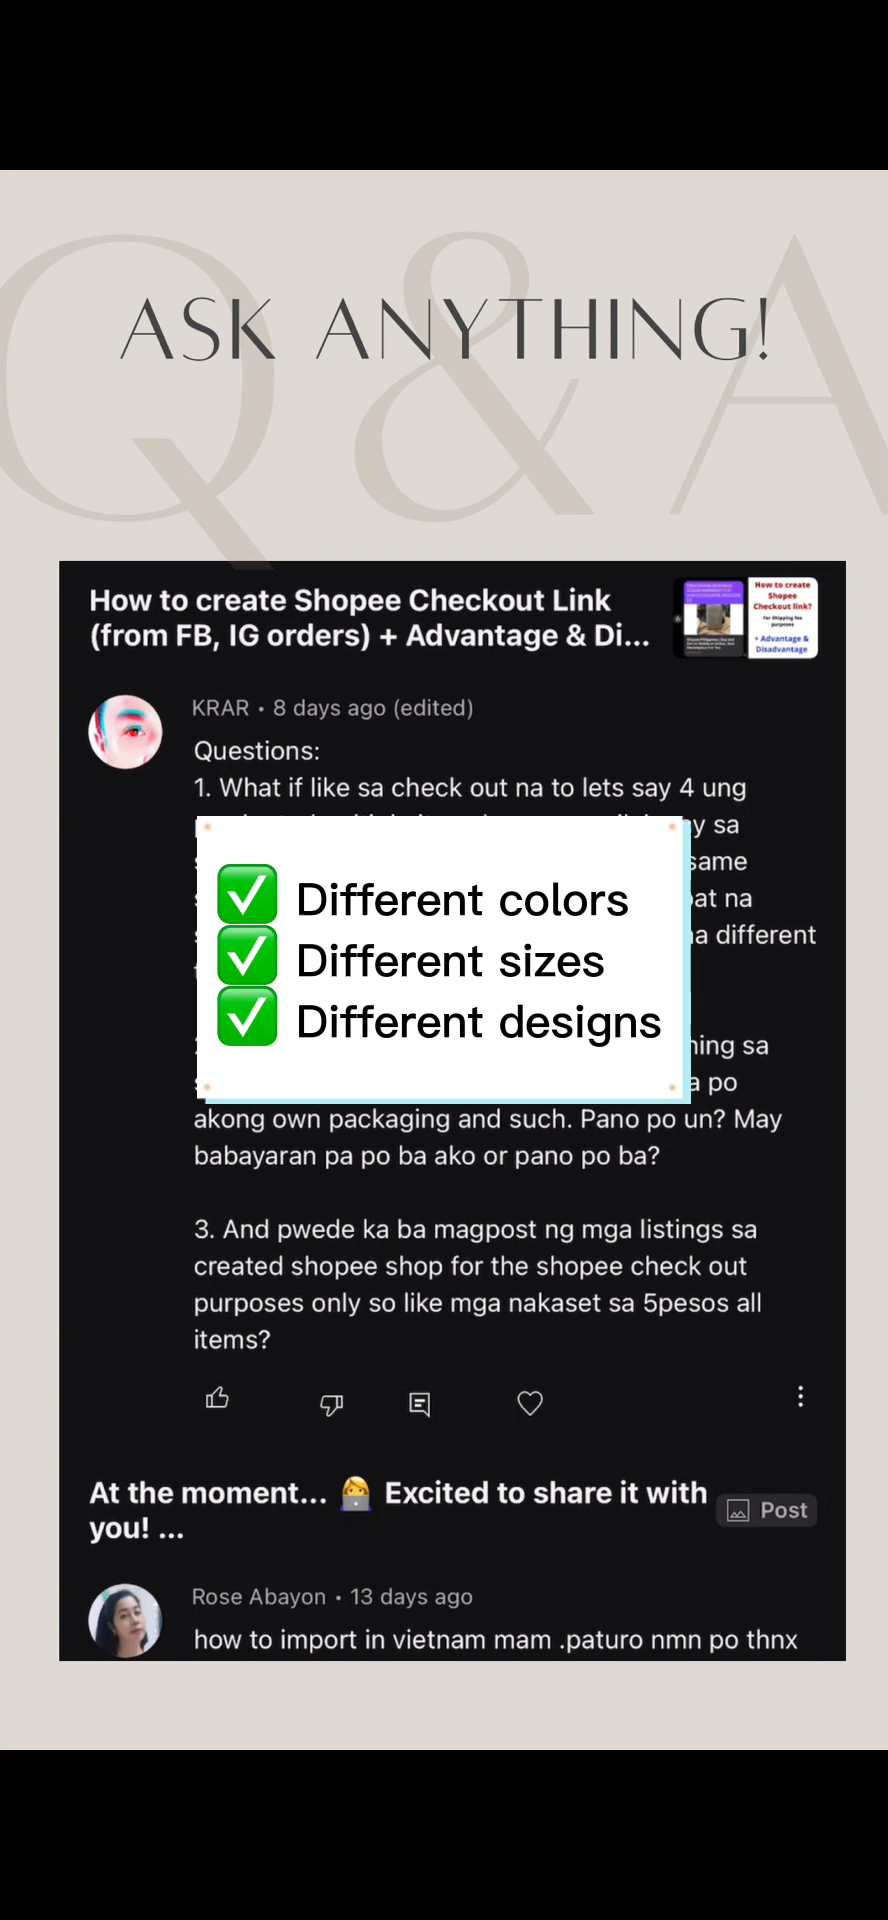 Q & A
ASK ANYTHING!
How to create Shopee Checkout Link
(from FB, IG orders) + Advantage & Di...
How to create
Shopee
Checkout link?
For Shipping fee
purposes
+ Advantage &
Disadvantage
KRAR • 8 days ago (edited)
Questions:
1. What if like sa check out na to lets say 4 ung
sa
same
na
different
✅ Different colors
✅ Different sizes
✅ Different designs
sa
po
akong own packaging and such. Pano po un? May
babayaran pa po ba ako or pano po ba?
3. And pwede ka ba magpost ng mga listings sa
created shopee shop for the shopee check out
purposes only so like mga nakaset sa 5pesos all
items?
At the moment... 👩‍💻 Excited to share it with
you! ...
Post
Rose Abayon • 13 days ago
how to import in vietnam mam .paturo nmn po thnx